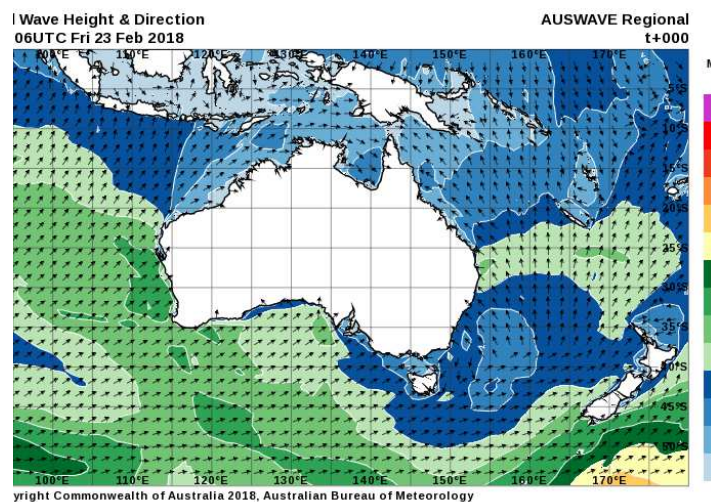 l Wave Height & Direction
AUSWAVE Regional
06UTC Fri 23 Feb 2018
t+000
M
100°E 110°E 120°E 130°E 140°E 150°E 160°E 170°E
5°S
10°S
15°S
20°S
25°S
30°S
35°S
40°S
45°S
50°S
100°E 110°E 120°E 130°E 140°E 150°E 160°E 170°E
yright Commonwealth of Australia 2018, Australian Bureau of Meteorology